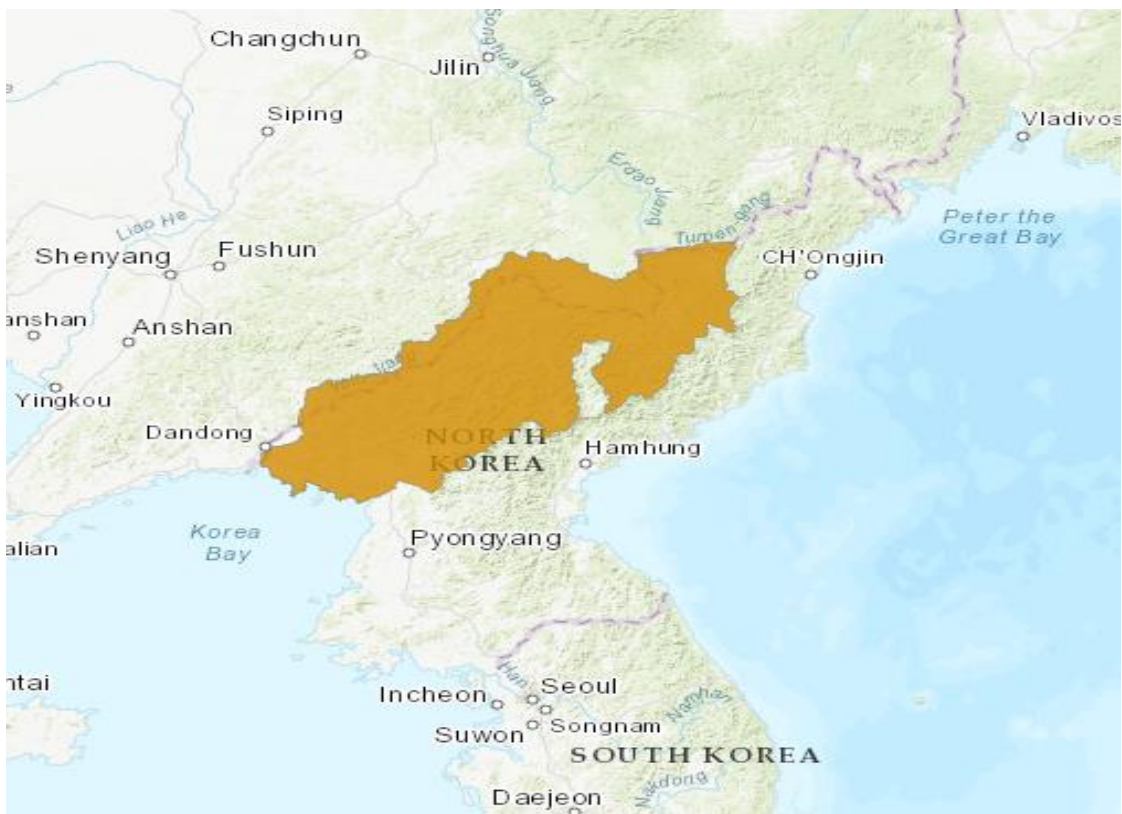 Changchun
Jilin
hua Jiang
Siping
Vladivos
Erdao Jiang
Liao He
Tumen gang
Peter the
Great Bay
Shenyang
Fushun
CH'Ongjin
anshan
Anshan
Yingkou
Dandong
NORTH
KOREA
Hamhung
Korea
Bay
Pyongyang
alian
ntai
Han
Incheon
Seoul
Namhan
Songnam
Suwon
SOUTH KOREA
Nakdong
Daejeon